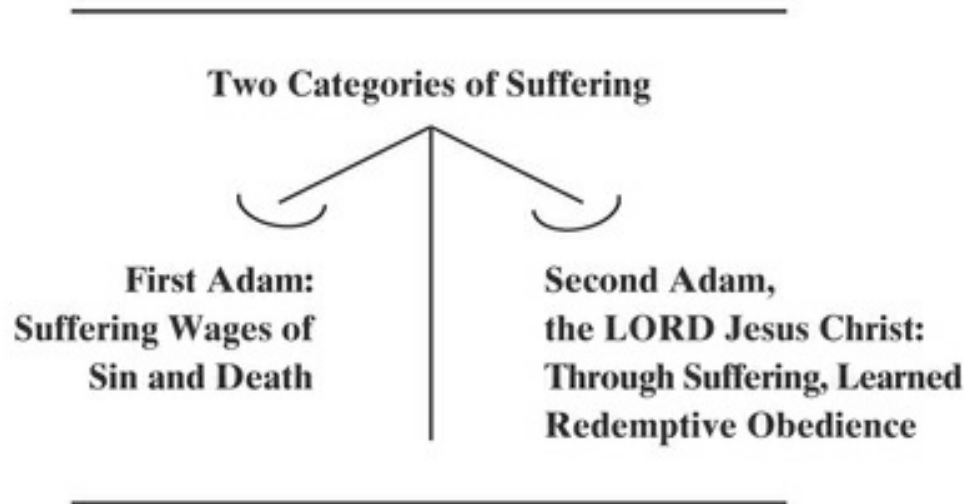 Two Categories of Suffering
First Adam:
Suffering Wages of
Sin and Death
Second Adam,
the LORD Jesus Christ:
Through Suffering, Learned
Redemptive Obedience